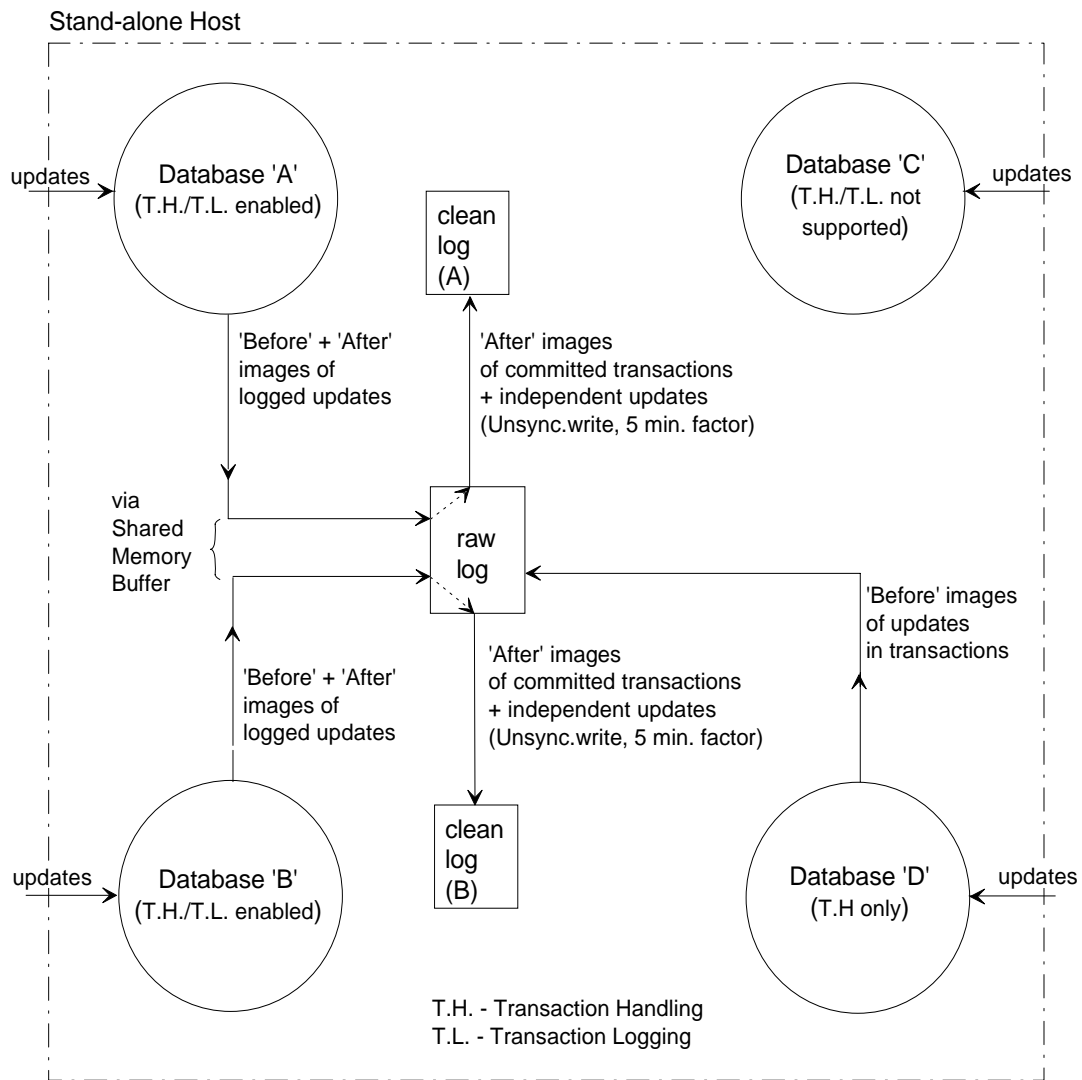 Stand-alone Host
updates
Database 'A'
(T.H./T.L. enabled)
clean
log
(A)
Database 'C'
(T.H./T.L. not
supported)
updates
'Before' + 'After'
images of
logged updates
'After' images
of committed transactions
+ independent updates
(Unsync.write, 5 min. factor)
via
Shared
Memory
Buffer
raw
log
'Before' images
of updates
in transactions
'Before' + 'After'
images of
logged updates
'After' images
of committed transactions
+ independent updates
(Unsync.write, 5 min. factor)
updates
Database 'B'
(T.H./T.L. enabled)
clean
log
(B)
Database 'D'
(T.H only)
updates
T.H. - Transaction Handling
T.L. - Transaction Logging